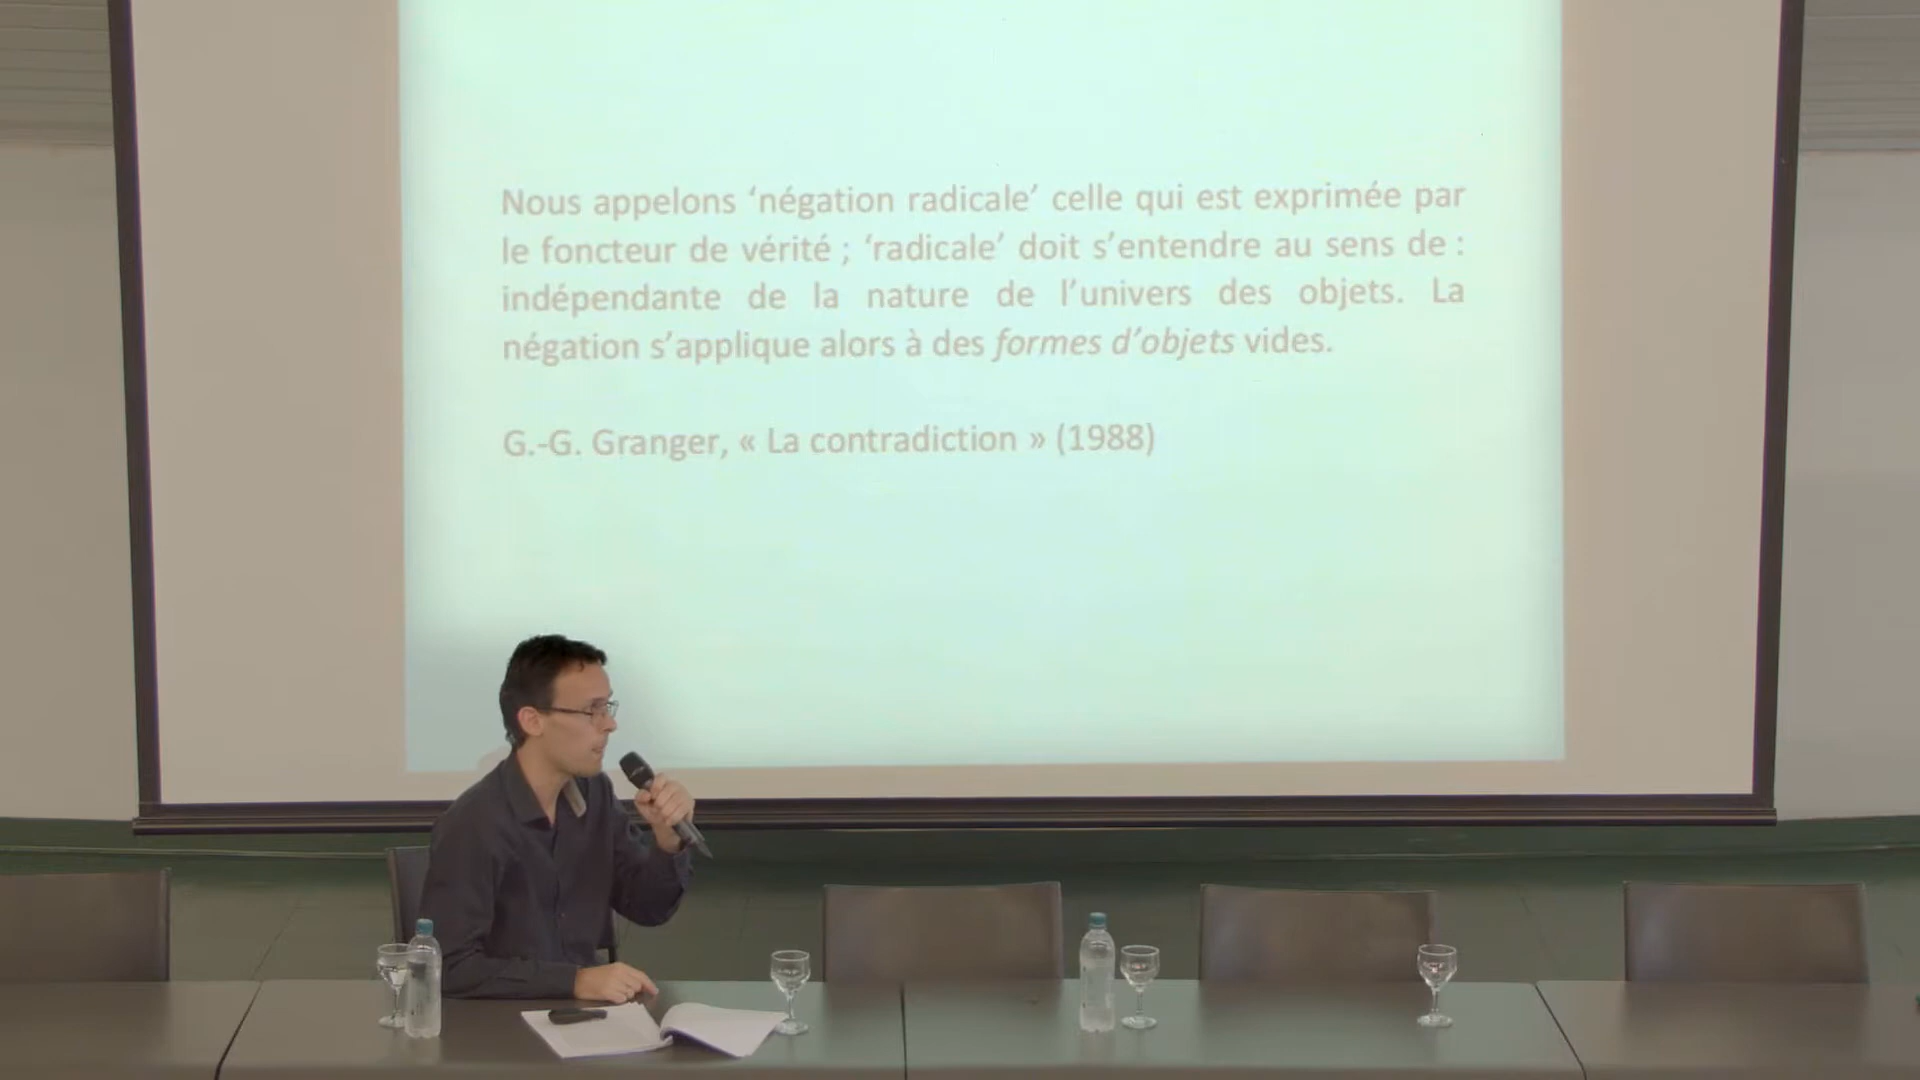 Nous appelons ‘négation radicale’ celle qui est exprimée par
le foncteur de vérité ; ‘radicale’ doit s’entendre au sens de :
indépendante de la nature de l’univers des objets. La
négation s’applique alors à des formes d’objets vides.
G.-G. Granger, « La contradiction » (1988)